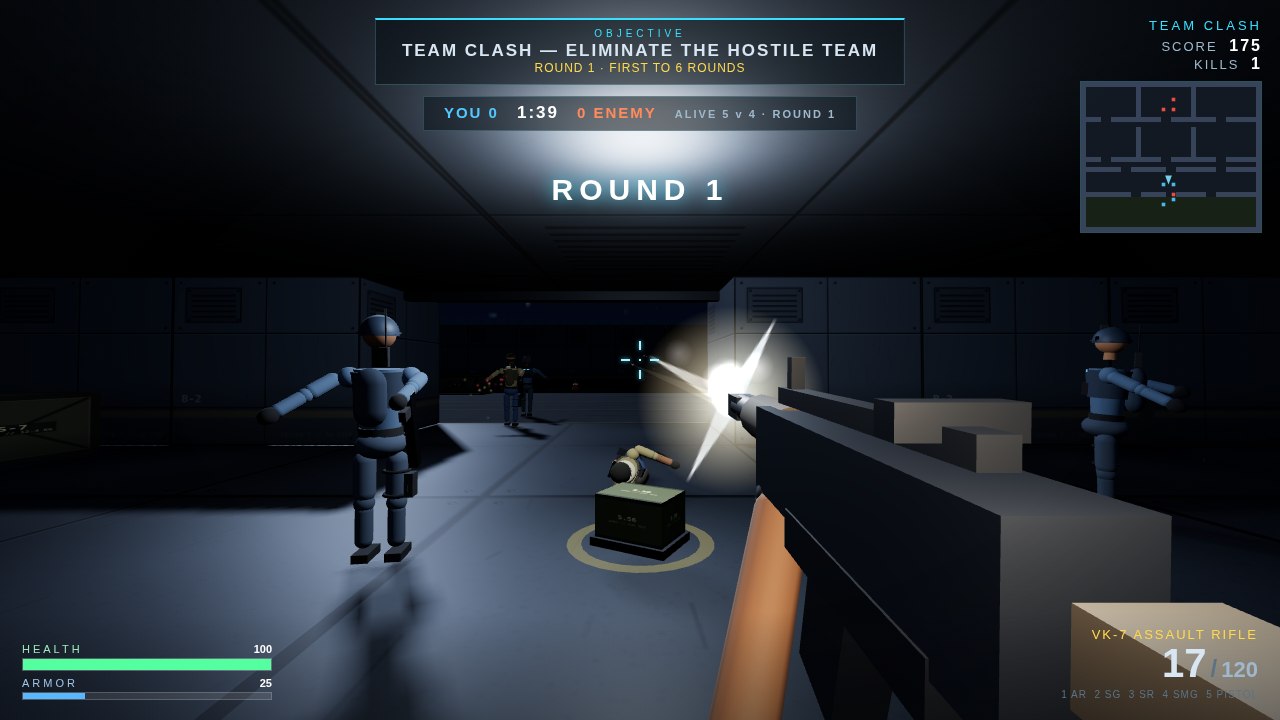 OBJECTIVE
TEAM CLASH — ELIMINATE THE HOSTILE TEAM
ROUND 1 · FIRST TO 6 ROUNDS
YOU 0 1:39 0 ENEMY ALIVE 5 v 4 · ROUND 1
ROUND 1
TEAM CLASH
SCORE 175
KILLS 1
B-2
HEALTH 100
ARMOR 25
VK-7 ASSAULT RIFLE
17 / 120
1 AR 2 SG 3 SR 4 SMG 5 PISTOL